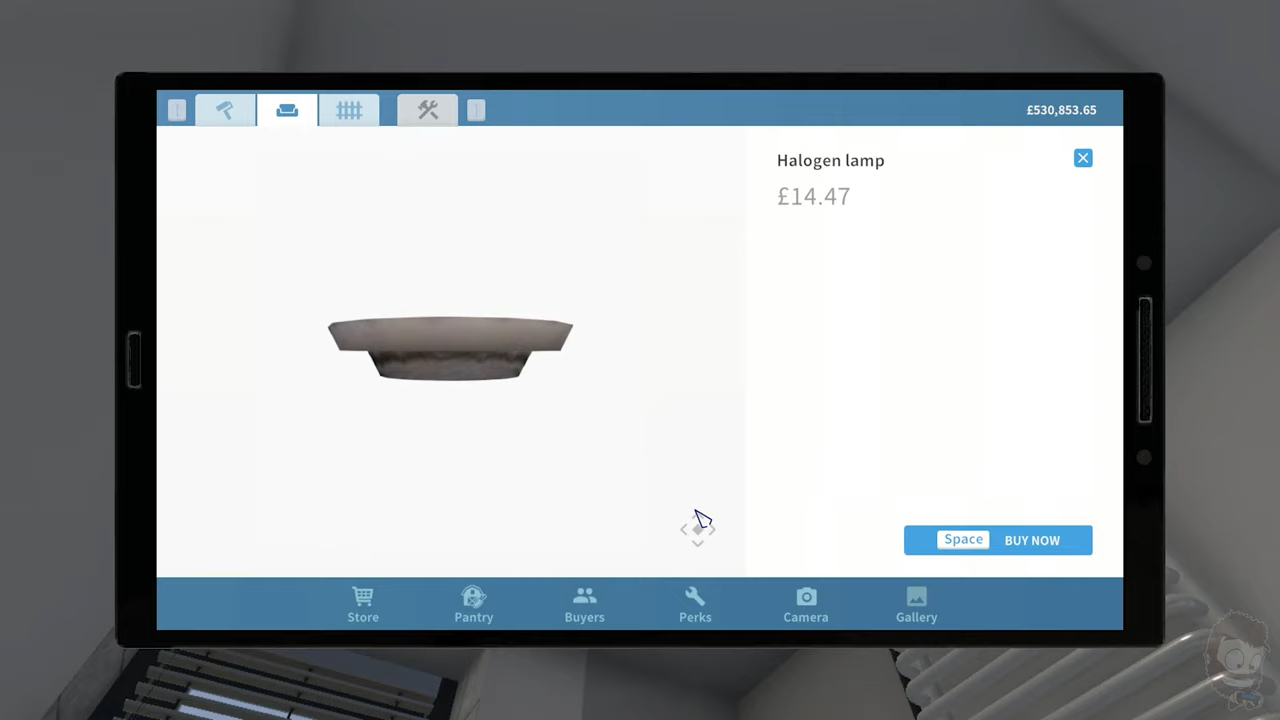 £530,853.65
Halogen lamp
£14.47
Space BUY NOW
Store Pantry Buyers Perks Camera Gallery